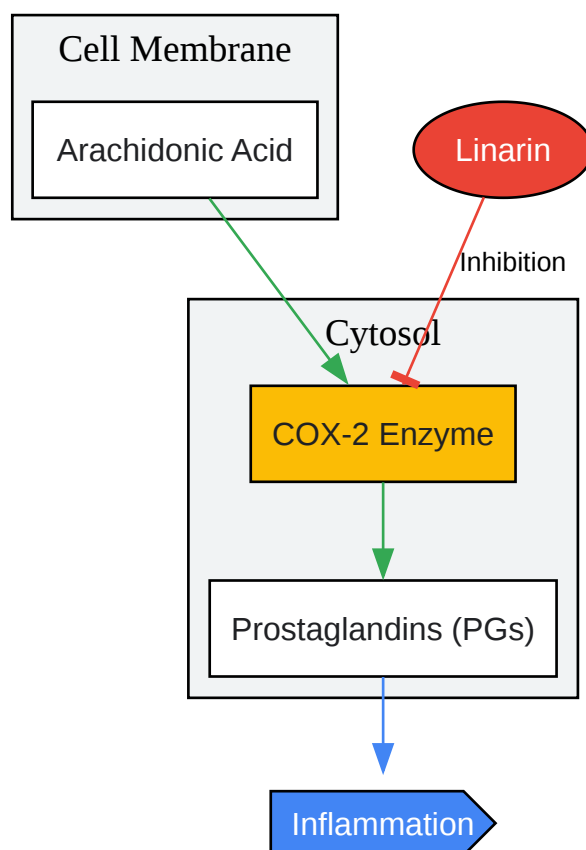 Cell Membrane
Arachidonic Acid
Linarin
Inhibition
Cytosol
COX-2 Enzyme
Prostaglandins (PGs)
Inflammation